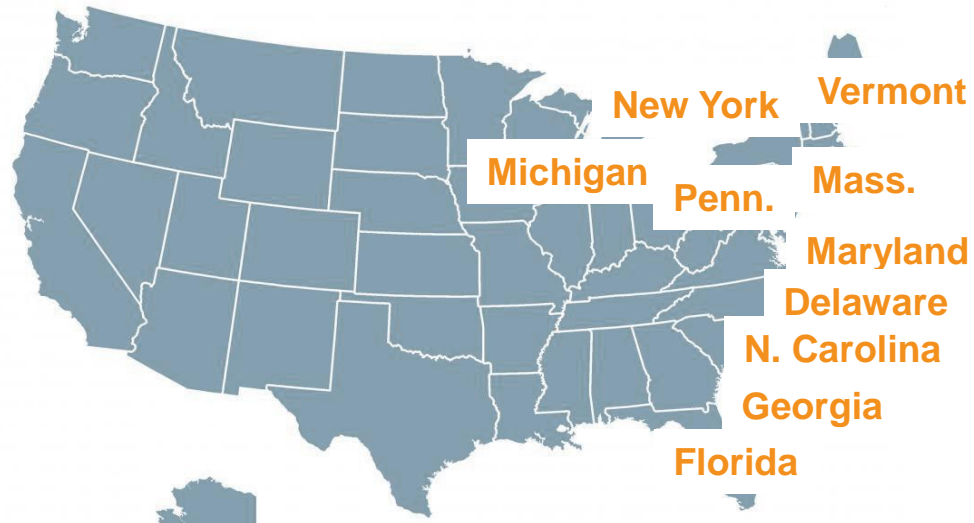 New York
Vermont
Michigan
Penn.
Mass.
Maryland
Delaware
N. Carolina
Georgia
Florida